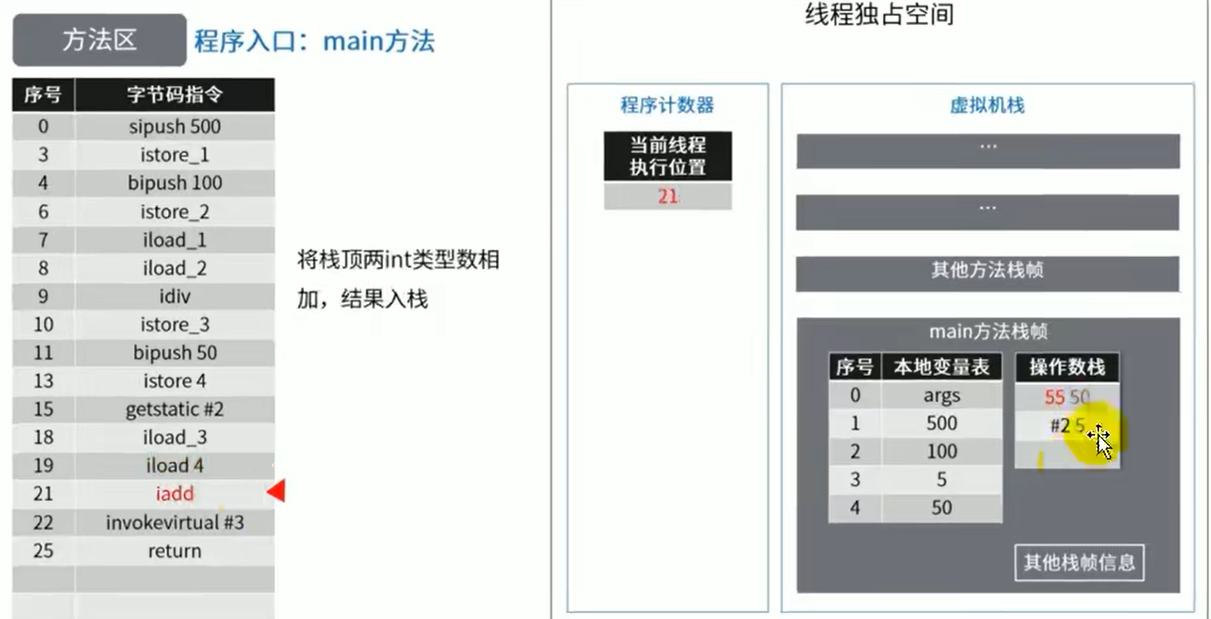 方法区 程序入口：main方法
序号 字节码指令
0 sipush 500
3 istore_1
4 bipush 100
6 istore_2
7 iload_1
8 iload_2
9 idiv
10 istore_3
11 bipush 50
13 istore 4
15 getstatic #2
18 iload_3
19 iload 4
21 iadd
22 invokevirtual #3
25 return
将栈顶两int类型数相
加，结果入栈
线程独占空间
程序计数器
当前线程
执行位置
21
虚拟机栈
...
...
其他方法栈帧
main方法栈帧
序号 本地变量表
0 args
1 500
2 100
3 5
4 50
操作数栈
55 50
#2 5
其他栈帧信息